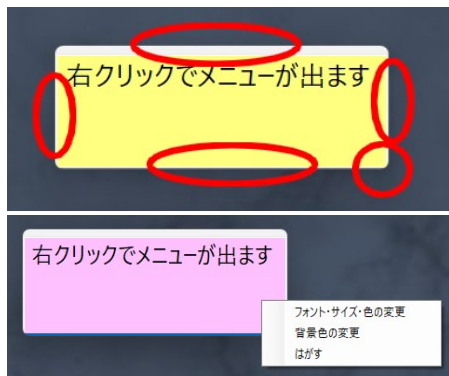 右クリックでメニューが出ます
右クリックでメニューが出ます
フォント・サイズ・色の変更
背景色の変更
はがす